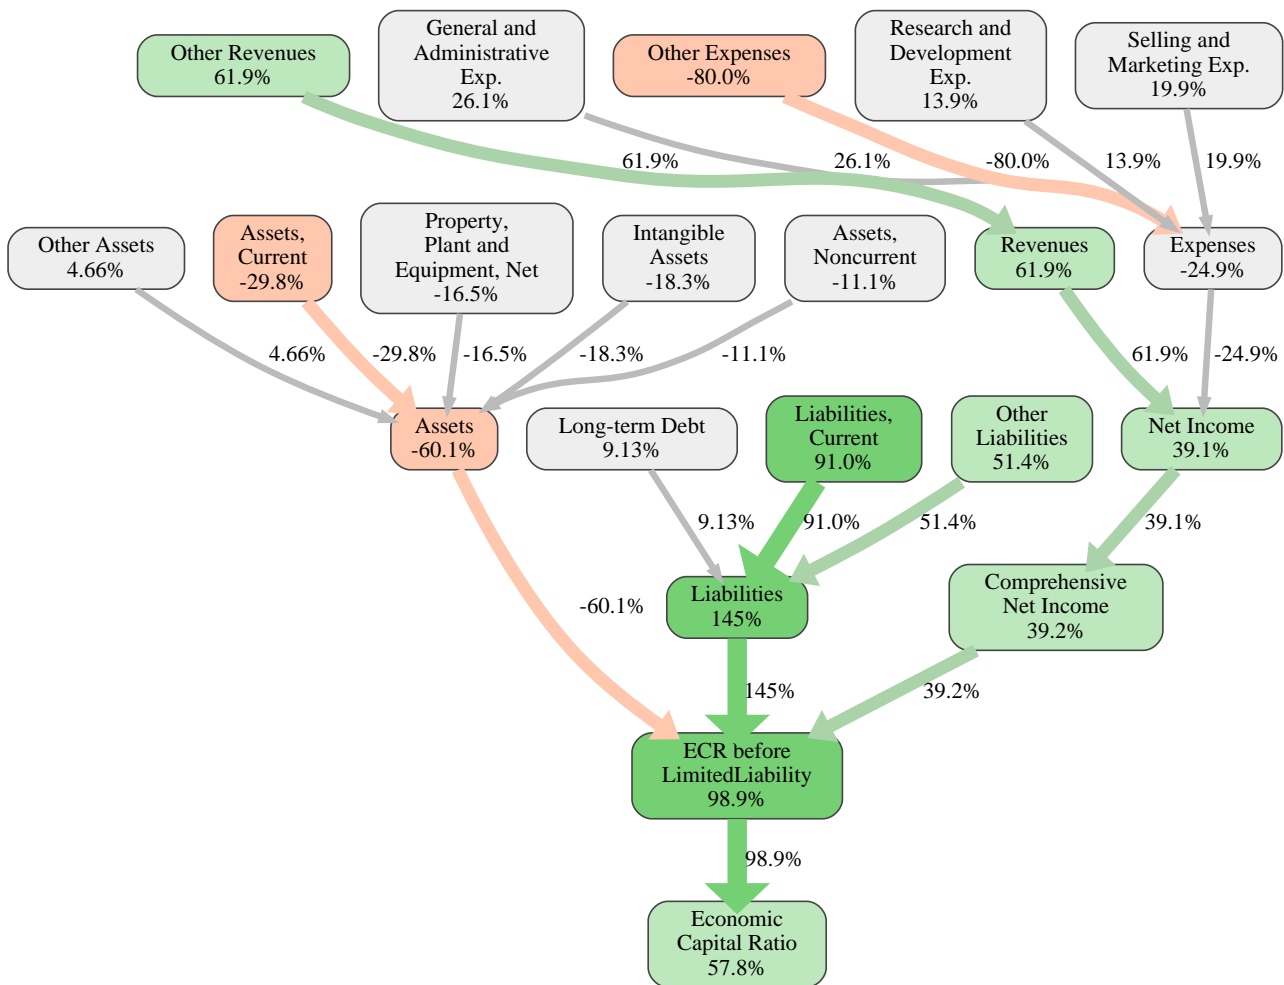 Other Revenues
61.9%
General and
Administrative
Exp.
26.1%
Other Expenses
-80.0%
Research and
Development
Exp.
13.9%
Selling and
Marketing Exp.
19.9%
61.9%
26.1%
-80.0%
13.9%
19.9%
Other Assets
4.66%
Assets,
Current
-29.8%
Property,
Plant and
Equipment, Net
-16.5%
Intangible
Assets
-18.3%
Assets,
Noncurrent
-11.1%
Revenues
61.9%
Expenses
-24.9%
4.66%
-29.8%
-16.5%
-18.3%
-11.1%
61.9%
-24.9%
Assets
-60.1%
Long-term Debt
9.13%
Liabilities,
Current
91.0%
Other
Liabilities
51.4%
Net Income
39.1%
9.13%
91.0%
51.4%
39.1%
-60.1%
Liabilities
145%
Comprehensive
Net Income
39.2%
145%
39.2%
ECR before
LimitedLiability
98.9%
98.9%
Economic
Capital Ratio
57.8%